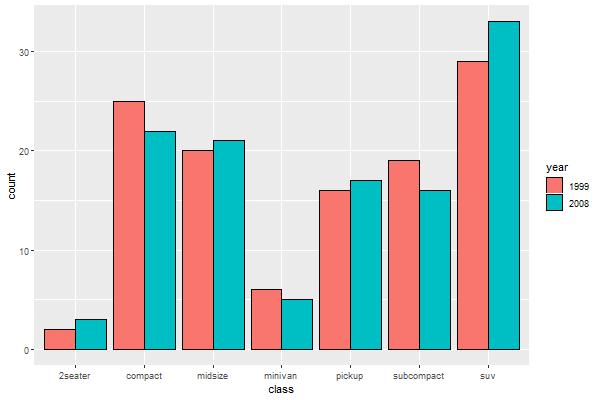 30
20
10
0
count
2seater compact midsize minivan pickup subcompact suv
class
year
1999
2008